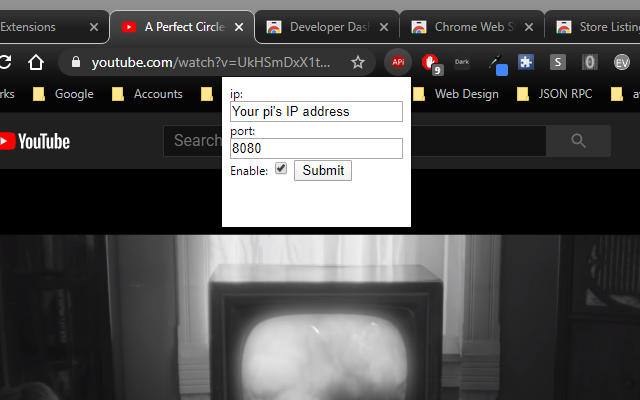 Extensions
A Perfect Circle
Developer Das
Chrome Web S
Store Listing
youtube.com/watch?v=UkHSmDxX1t...
APi
9
Dark
S
EV
rks
Google
Accounts
Web Design
JSON RPC
ip:
Your pi's IP address
port:
8080
Enable:
Submit
YouTube
Search